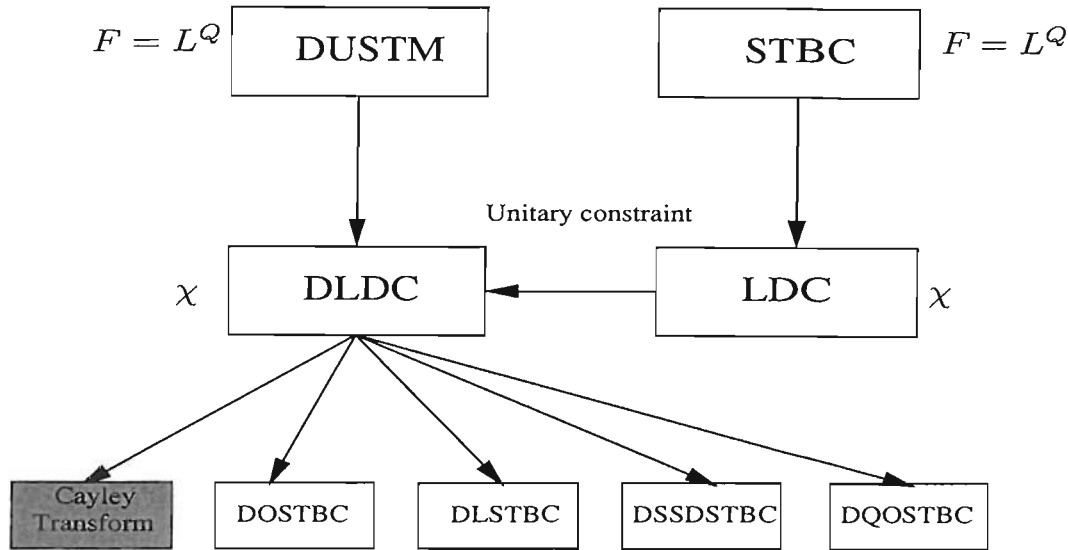 F = L^Q DUSTM STBC F = L^Q
Unitary constraint
χ DLDC LDC χ
Cayley
Transform
DOSTBC DLSTBC DSSDSTBC DQOSTBC